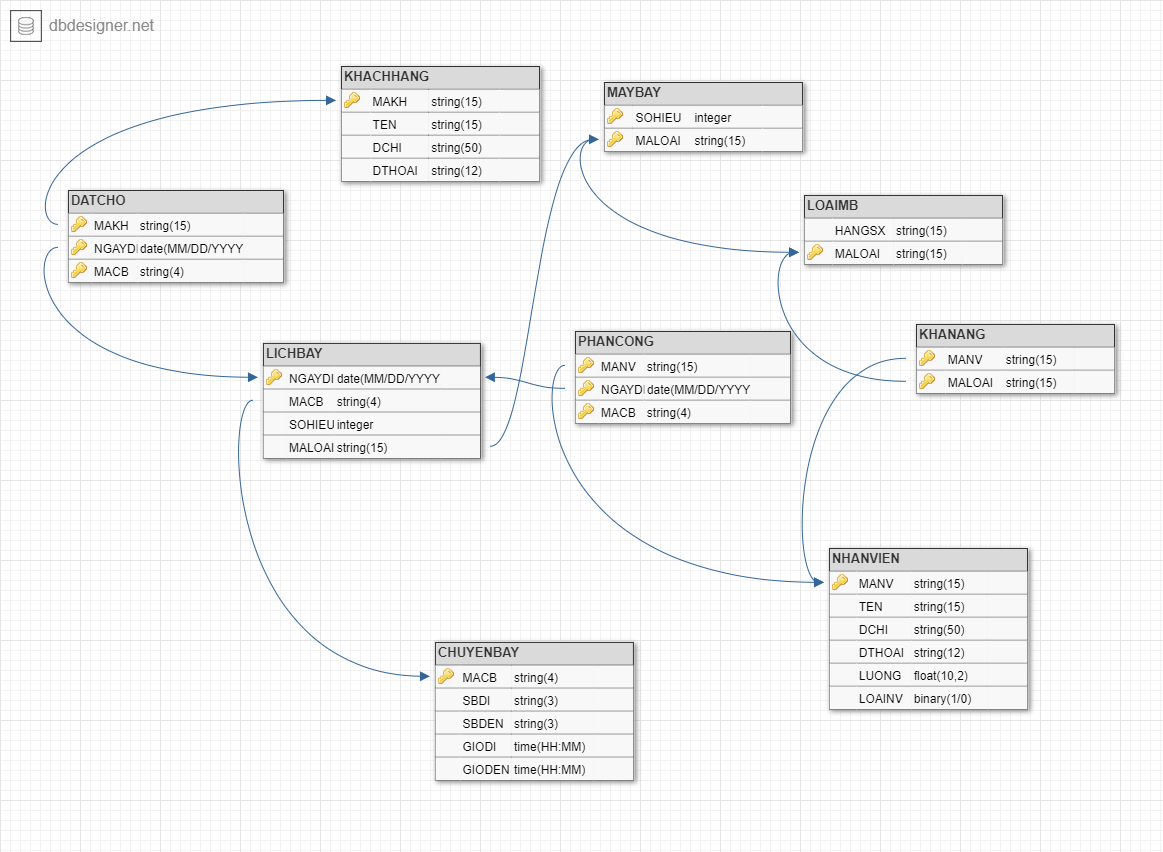 dbdesigner.net
KHACHHANG
MAKH string(15)
TEN string(15)
DCHI string(50)
DTHOAI string(12)
MAYBAY
SOHIEU integer
MALOAI string(15)
DATCHO
MAKH string(15)
NGAYDI date(MM/DD/YYYY
MACB string(4)
LOAIMB
HANGSX string(15)
MALOAI string(15)
LICHBAY
NGAYDI date(MM/DD/YYYY
MACB string(4)
SOHIEU integer
MALOAI string(15)
PHANCONG
MANV string(15)
NGAYDI date(MM/DD/YYYY
MACB string(4)
KHANANG
MANV string(15)
MALOAI string(15)
NHANVIEN
MANV string(15)
TEN string(15)
DCHI string(50)
DTHOAI string(12)
LUONG float(10,2)
LOAINV binary(1/0)
CHUYENBAY
MACB string(4)
SBDI string(3)
SBDEN string(3)
GIODI time(HH:MM)
GIODEN time(HH:MM)